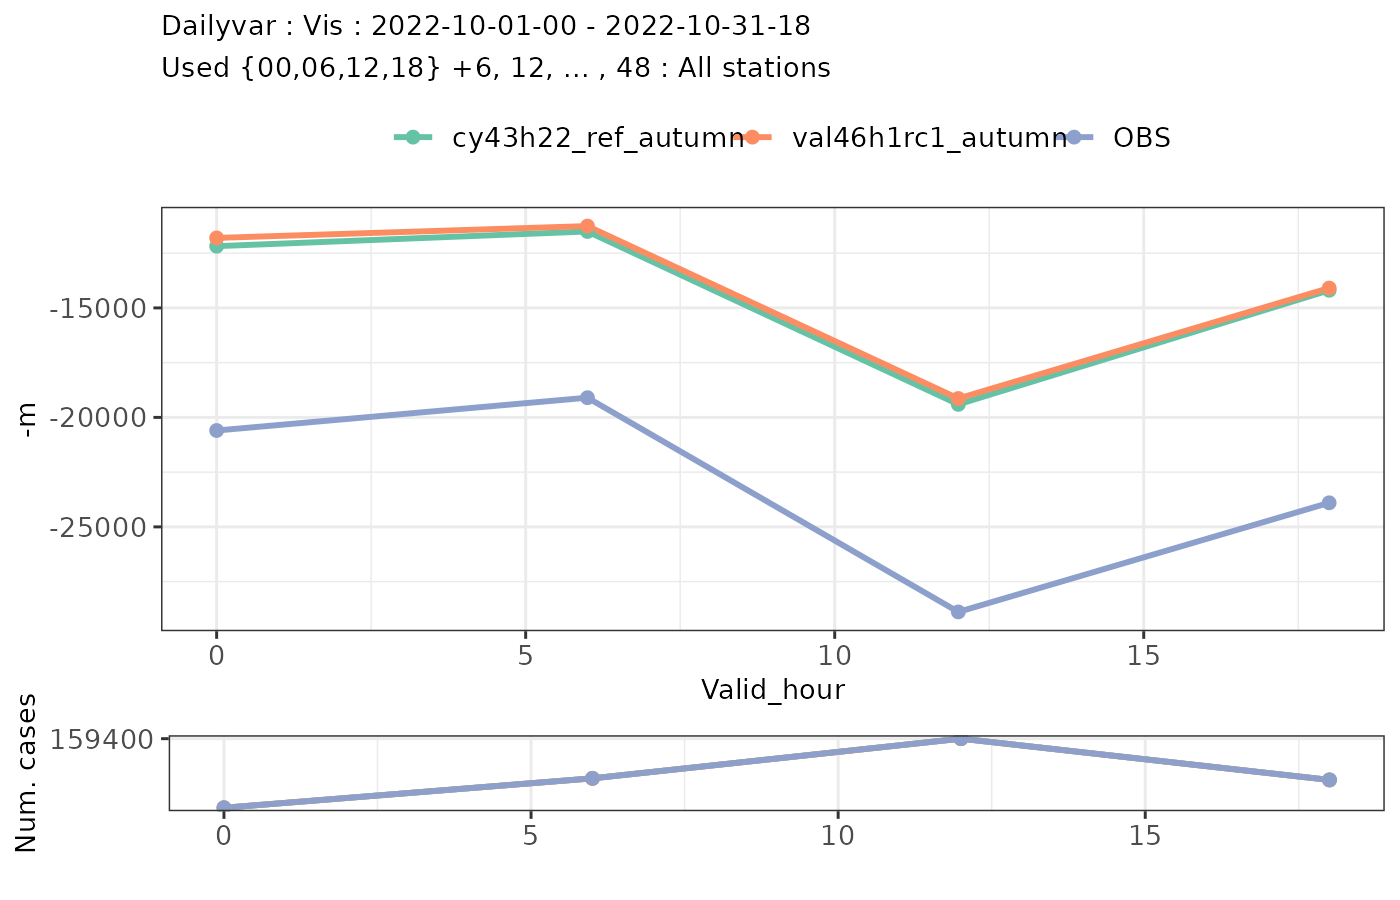 Dailyvar : Vis : 2022-10-01-00 - 2022-10-31-18
Used {00,06,12,18} +6, 12, ... , 48 : All stations
cy43h22_ref_autumn val46h1rc1_autumn OBS
-15000
-20000
-25000
-m
0 5 10 15
Valid_hour
159400
Num. cases
0 5 10 15